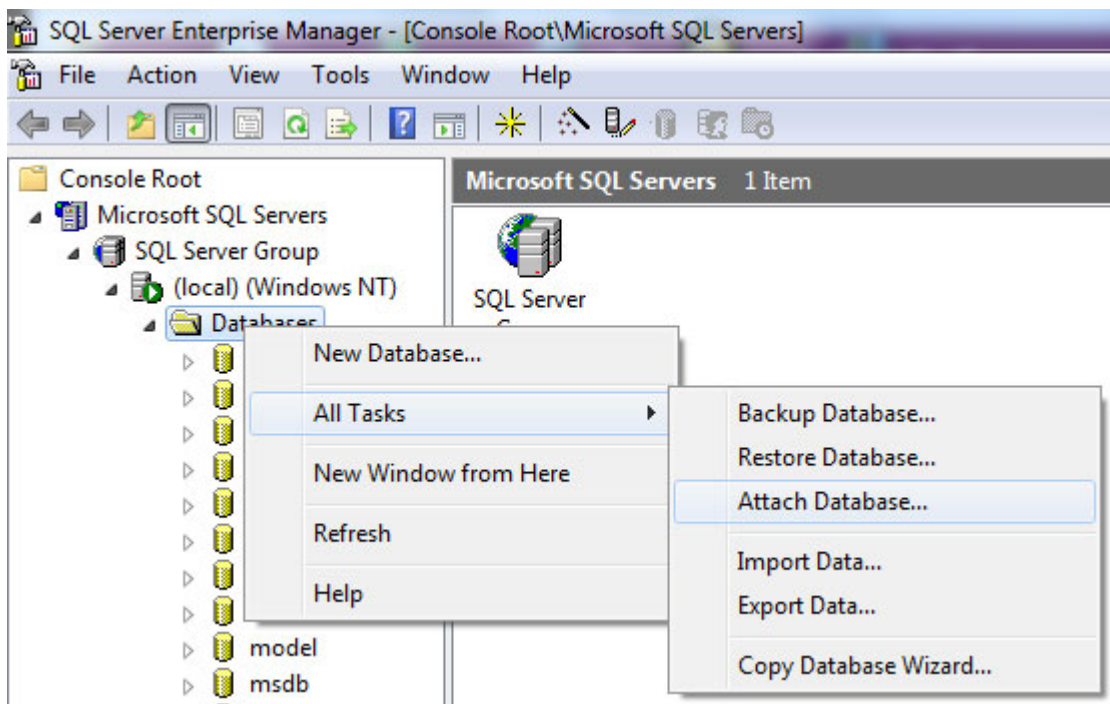 SQL Server Enterprise Manager - [Console Root\Microsoft SQL Servers]
File Action View Tools Window Help
Console Root
Microsoft SQL Servers
SQL Server Group
(local) (Windows NT)
Databases
model
msdb
Microsoft SQL Servers 1 Item
SQL Server
New Database...
All Tasks
New Window from Here
Refresh
Help
Backup Database...
Restore Database...
Attach Database...
Import Data...
Export Data...
Copy Database Wizard...